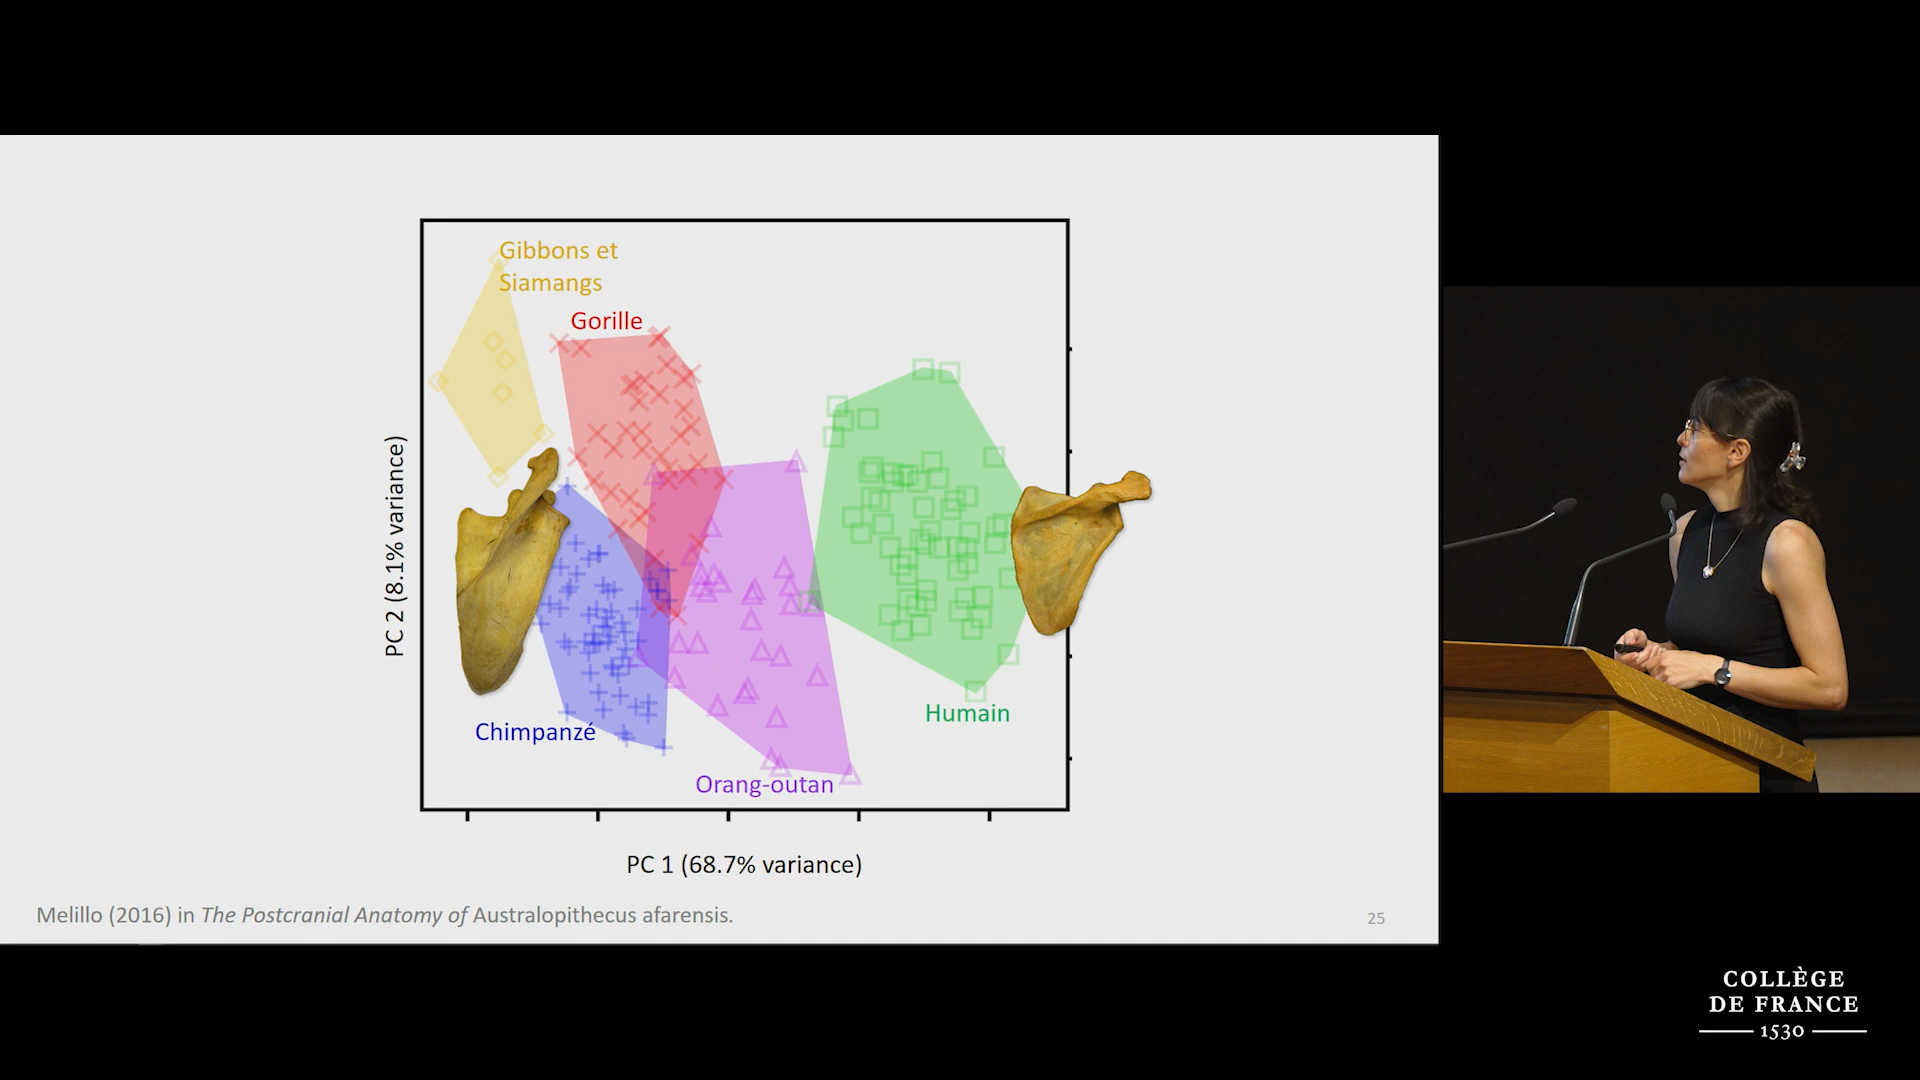 Gibbons et
Siamangs
Gorille
Chimpanzé
Orang-outan
Humain
PC 2 (8.1% variance)
PC 1 (68.7% variance)
Melillo (2016) in The Postcranial Anatomy of Australopithecus afarensis.
25
COLLÈGE
DE FRANCE
1530